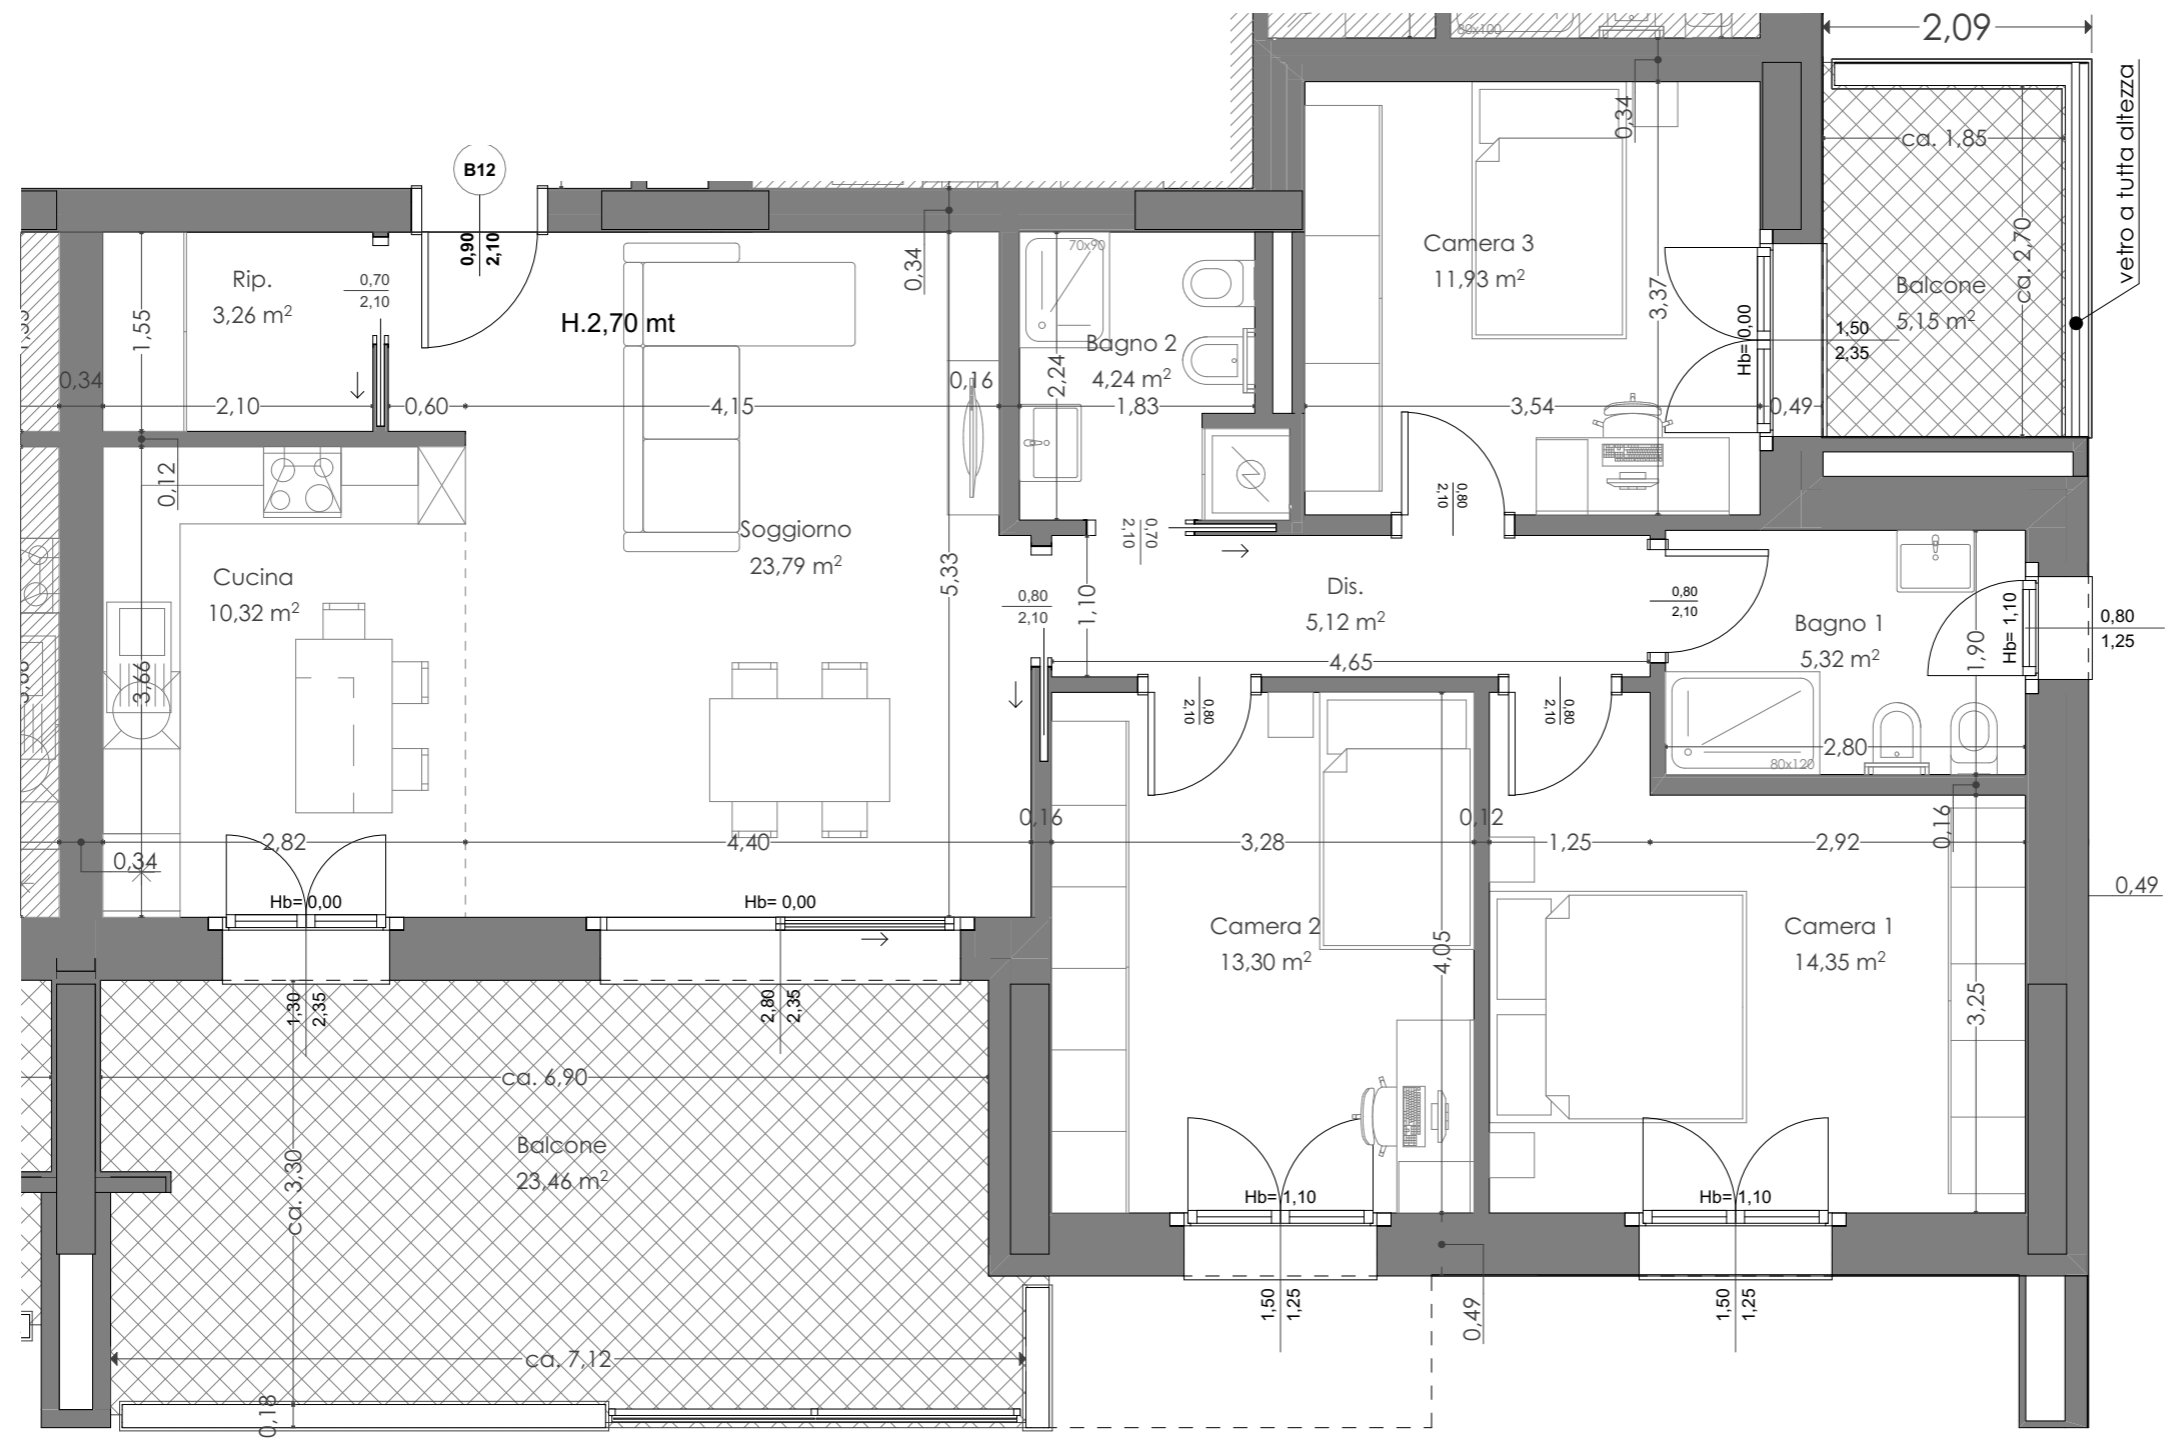 80x100
2,09
vetro a tutta altezza
0,34
ca. 1,85
B12
0,90
2,10
Rip.
3,26 m²
0,70
2,10
1,55
H.2,70 mt
0,34
70x90
Bagno 2
4,24 m²
2,24
Camera 3
11,93 m²
3,37
Hb= 0,00
1,50
2,35
Balcone
5,15 m²
ca. 2,70
0,34
2,10
0,60
4,15
0,16
1,83
3,54
0,49
0,12
Soggiorno
23,79 m²
5,33
Cucina
10,32 m²
3,66
0,70
2,10
0,80
2,10
0,80
2,10
1,10
Dis.
5,12 m²
4,65
0,80
2,10
Bagno 1
5,32 m²
1,90
Hb= 1,10
0,80
1,25
0,80
2,10
0,80
2,10
2,80
80x120
0,34
2,82
4,40
0,16
3,28
0,12
1,25
2,92
0,16
0,49
Hb= 0,00
Hb= 0,00
Camera 2
13,30 m²
4,05
Camera 1
14,35 m²
3,25
1,30
2,35
2,80
2,35
ca. 6,90
Balcone
23,46 m²
ca. 3,30
Hb= 1,10
Hb= 1,10
1,50
1,25
0,49
1,50
1,25
ca. 7,12
0,18